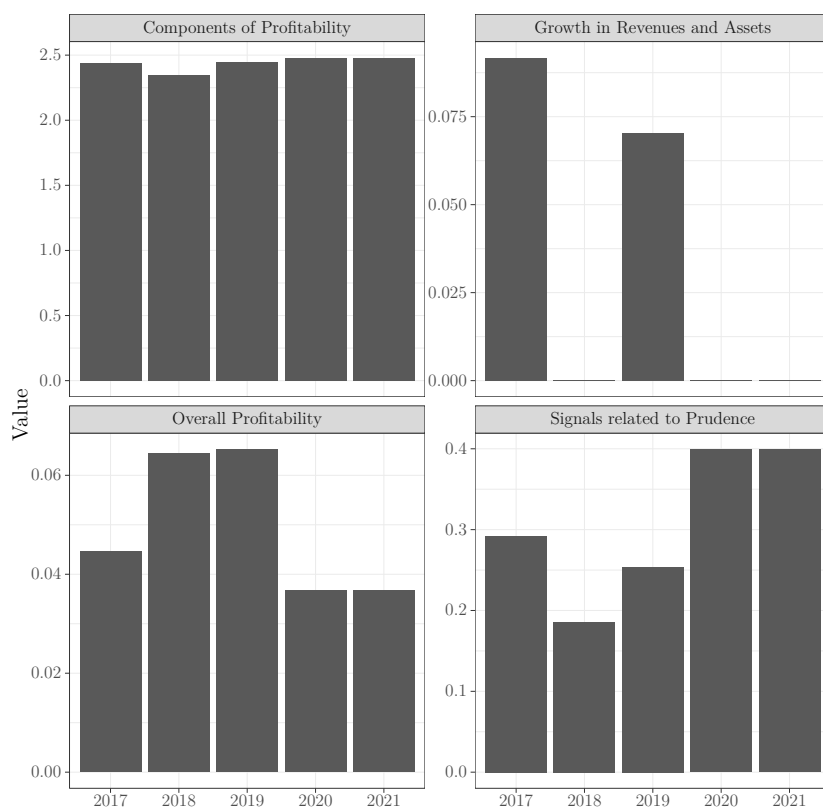 Components of Profitability
Growth in Revenues and Assets
2.5
2.0
1.5
1.0
0.5
0.0
0.075
0.050
0.025
0.000
Value
Overall Profitability
Signals related to Prudence
0.06
0.04
0.02
0.00
0.4
0.3
0.2
0.1
0.0
2017 2018 2019 2020 2021
2017 2018 2019 2020 2021